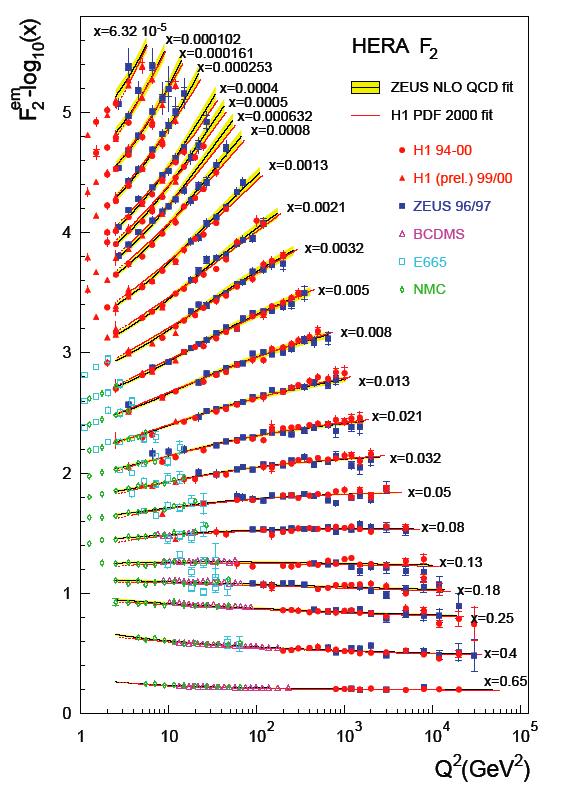 HERA F₂
F₂ᵉᵐ-log₁₀(x)
ZEUS NLO QCD fit
H1 PDF 2000 fit
H1 94-00
H1 (prel.) 99/00
ZEUS 96/97
BCDMS
E665
NMC
x=6.32 10⁻⁵
x=0.000102
x=0.000161
x=0.000253
x=0.0004
x=0.0005
x=0.000632
x=0.0008
x=0.0013
x=0.0021
x=0.0032
x=0.005
x=0.008
x=0.013
x=0.021
x=0.032
x=0.05
x=0.08
x=0.13
x=0.18
x=0.25
x=0.4
x=0.65
5
4
3
2
1
0
1 10 10² 10³ 10⁴ 10⁵
Q²(GeV²)